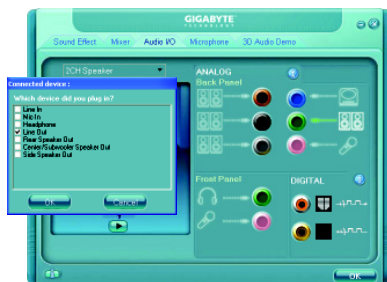 GIGABYTE
Sound Effect
Mixer
Audio I/O
Microphone
3D Audio Demo
2CH Speaker
ANALOG
Back Panel
Connected device :
Which device did you plug in?
Line In
Mic In
Headphone
Line Out
Rear Speaker Out
Center/Subwoofer Speaker Out
Side Speaker Out
OK
Cancel
Front Panel
DIGITAL
OK